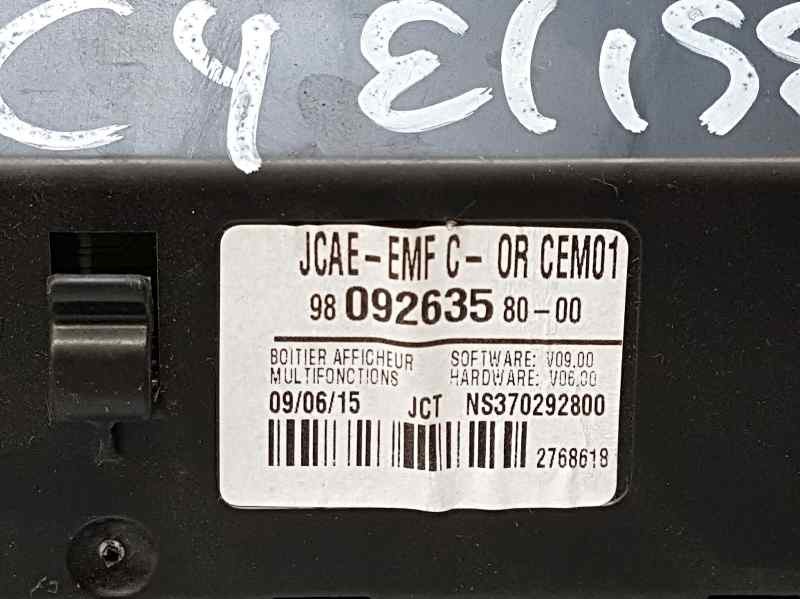 C4 ELISS
JCAE-EMF C- OR CEM01
98 092635 80-00
BOITIER AFFICHEUR
MULTIFONCTIONS
SOFTWARE: V09.00
HARDWARE: V06.00
09/06/15 JCT NS370292800
2768618